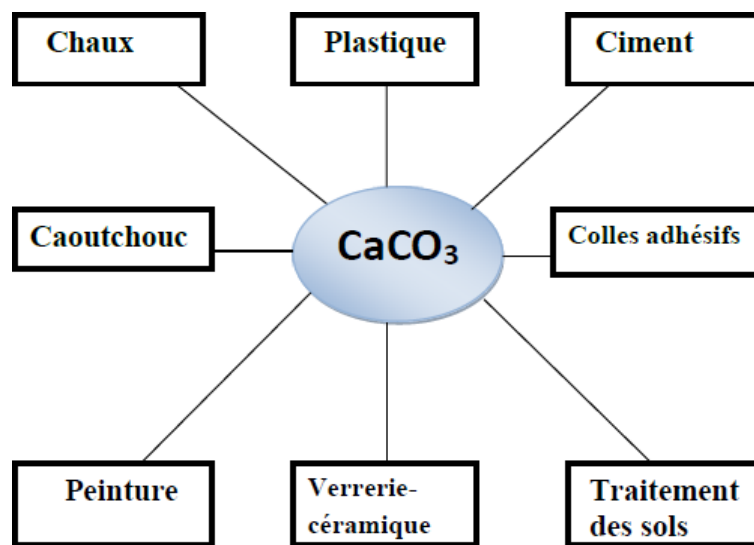 Chaux
Plastique
Ciment
Caoutchouc
CaCO₃
Colles adhésifs
Peinture
Verrerie-
céramique
Traitement
des sols